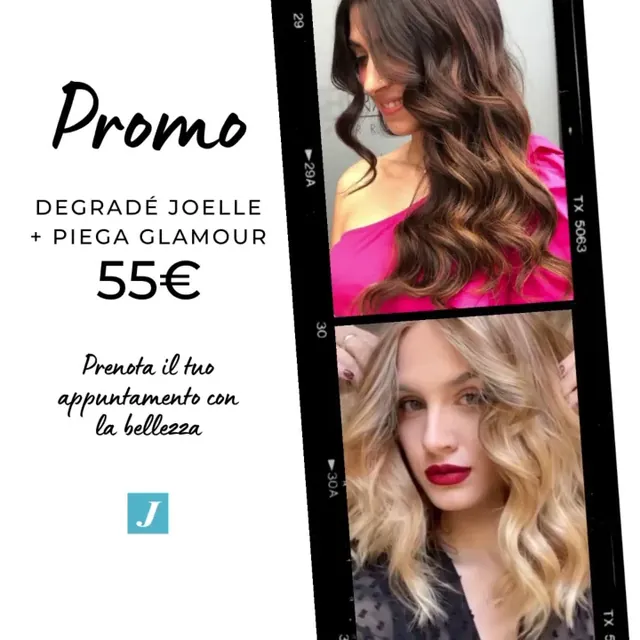 Promo
DEGRADÉ JOELLE
+ PIEGA GLAMOUR
55€
Prenota il tuo
appuntamento con
la bellezza
J
29
▶29A
TX 5063
30
▶30A
TX 5